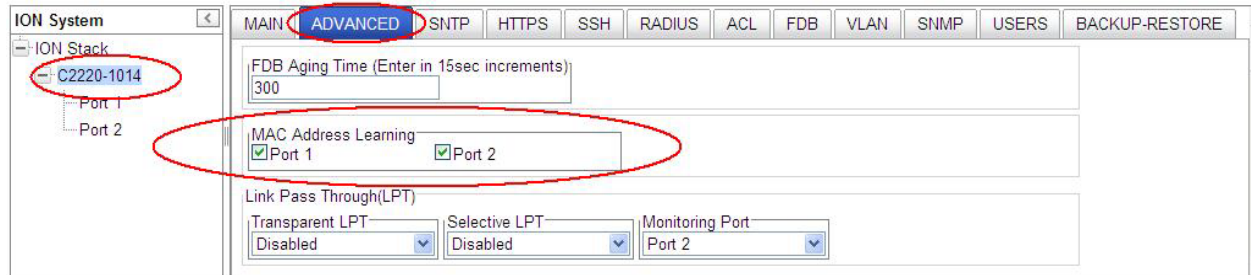 ION System <
MAIN ADVANCED SNTP HTTPS SSH RADIUS ACL FDB VLAN SNMP USERS BACKUP-RESTORE
ION Stack
C2220-1014
Port 1
Port 2
FDB Aging Time (Enter in 15sec increments)
300
MAC Address Learning
Port 1 Port 2
Link Pass Through(LPT)
Transparent LPT Selective LPT Monitoring Port
Disabled Disabled Port 2